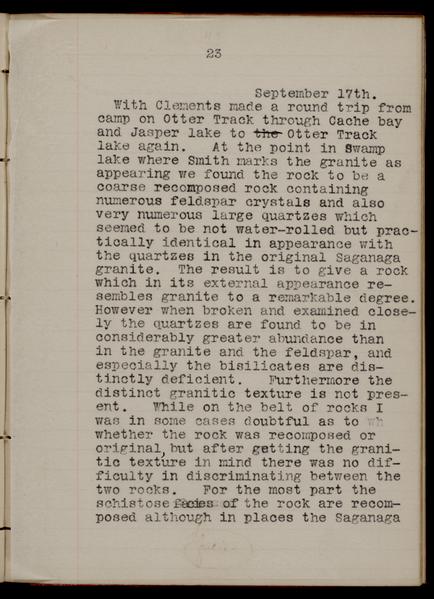 23
September 17th.
With Clements made a round trip from
camp on Otter Track through Cache bay
and Jasper lake to the Otter Track
lake again. At the point in Swamp
lake where Smith marks the granite as
appearing we found the rock to be a
coarse recomposed rock containing
numerous feldspar crystals and also
very numerous large quartzes which
seemed to be not water-rolled but prac-
tically identical in appearance with
the quartzes in the original Saganaga
granite. The result is to give a rock
which in its external appearance re-
sembles granite to a remarkable degree.
However when broken and examined close-
ly the quartzes are found to be in
considerably greater abundance than
in the granite and the feldspar, and
especially the bisilicates are dis-
tinctly deficient. Furthermore the
distinct granitic texture is not pres-
ent. While on the belt of rocks I
was in some cases doubtful as to wh
whether the rock was recomposed or
original, but after getting the grani-
tic texture in mind there was no dif-
ficulty in discriminating between the
two rocks. For the most part the
schistose facies of the rock are recom-
posed although in places the Saganaga